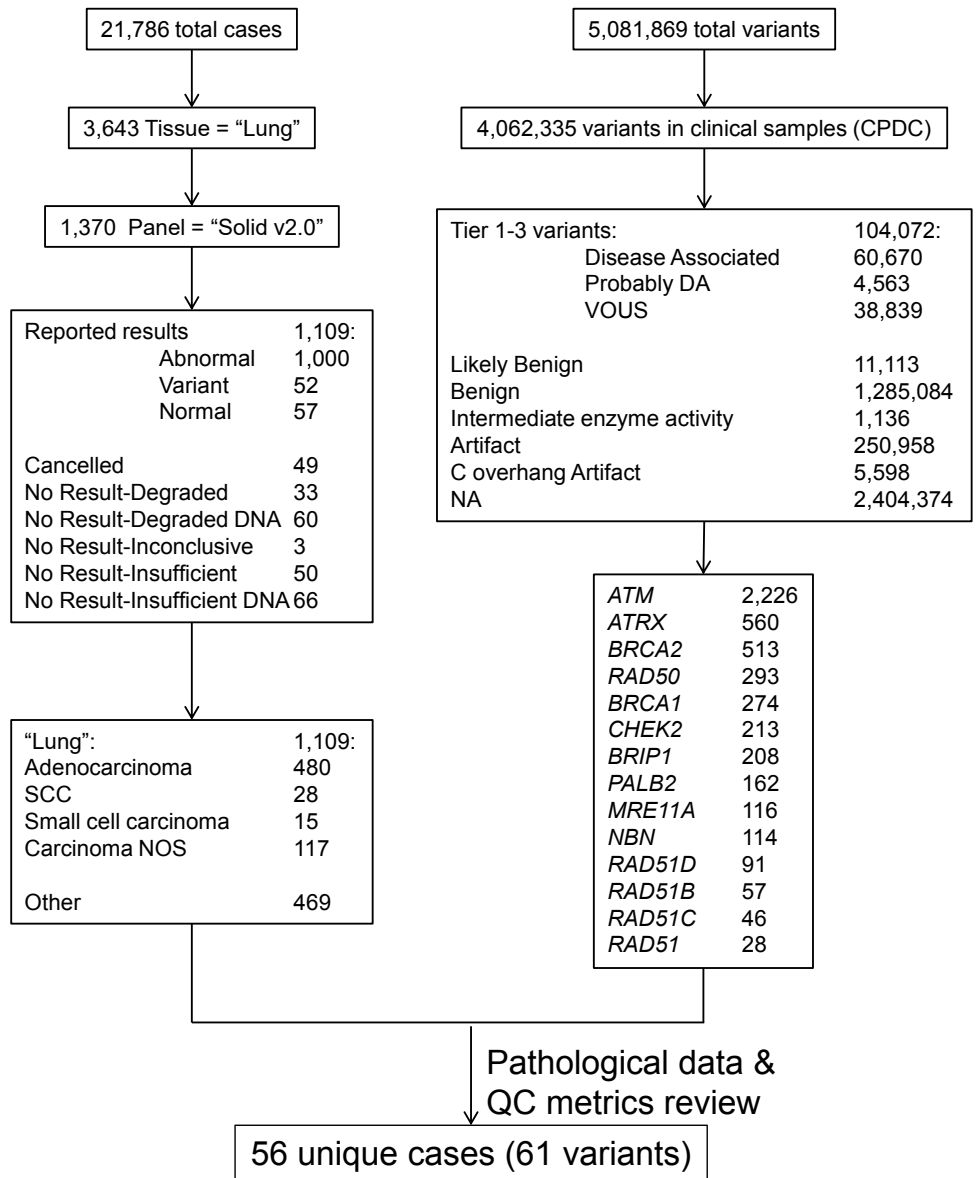 21,786 total cases
3,643 Tissue = “Lung”
1,370 Panel = “Solid v2.0”
Reported results 1,109:
Abnormal 1,000
Variant 52
Normal 57
Cancelled 49
No Result-Degraded 33
No Result-Degraded DNA 60
No Result-Inconclusive 3
No Result-Insufficient 50
No Result-Insufficient DNA 66
“Lung”: 1,109:
Adenocarcinoma 480
SCC 28
Small cell carcinoma 15
Carcinoma NOS 117
Other 469
5,081,869 total variants
4,062,335 variants in clinical samples (CPDC)
Tier 1-3 variants: 104,072:
Disease Associated 60,670
Probably DA 4,563
VOUS 38,839
Likely Benign 11,113
Benign 1,285,084
Intermediate enzyme activity 1,136
Artifact 250,958
C overhang Artifact 5,598
NA 2,404,374
ATM 2,226
ATRX 560
BRCA2 513
RAD50 293
BRCA1 274
CHEK2 213
BRIP1 208
PALB2 162
MRE11A 116
NBN 114
RAD51D 91
RAD51B 57
RAD51C 46
RAD51 28
Pathological data &
QC metrics review
56 unique cases (61 variants)